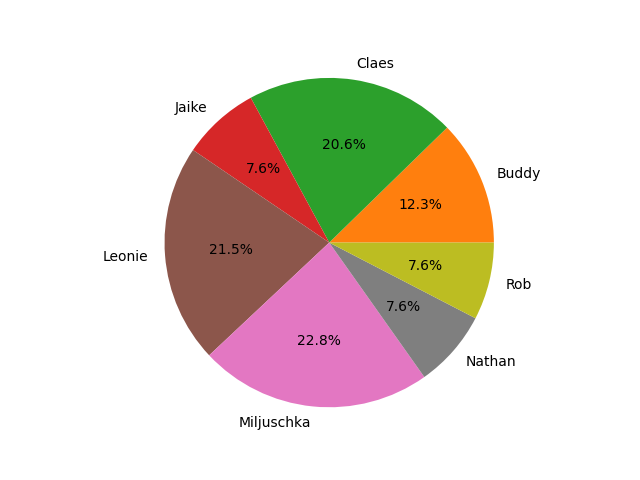 Claes
Jaike
20.6%
7.6%
Buddy
12.3%
Leonie
21.5%
7.6%
Rob
7.6%
22.8%
Nathan
Miljuschka